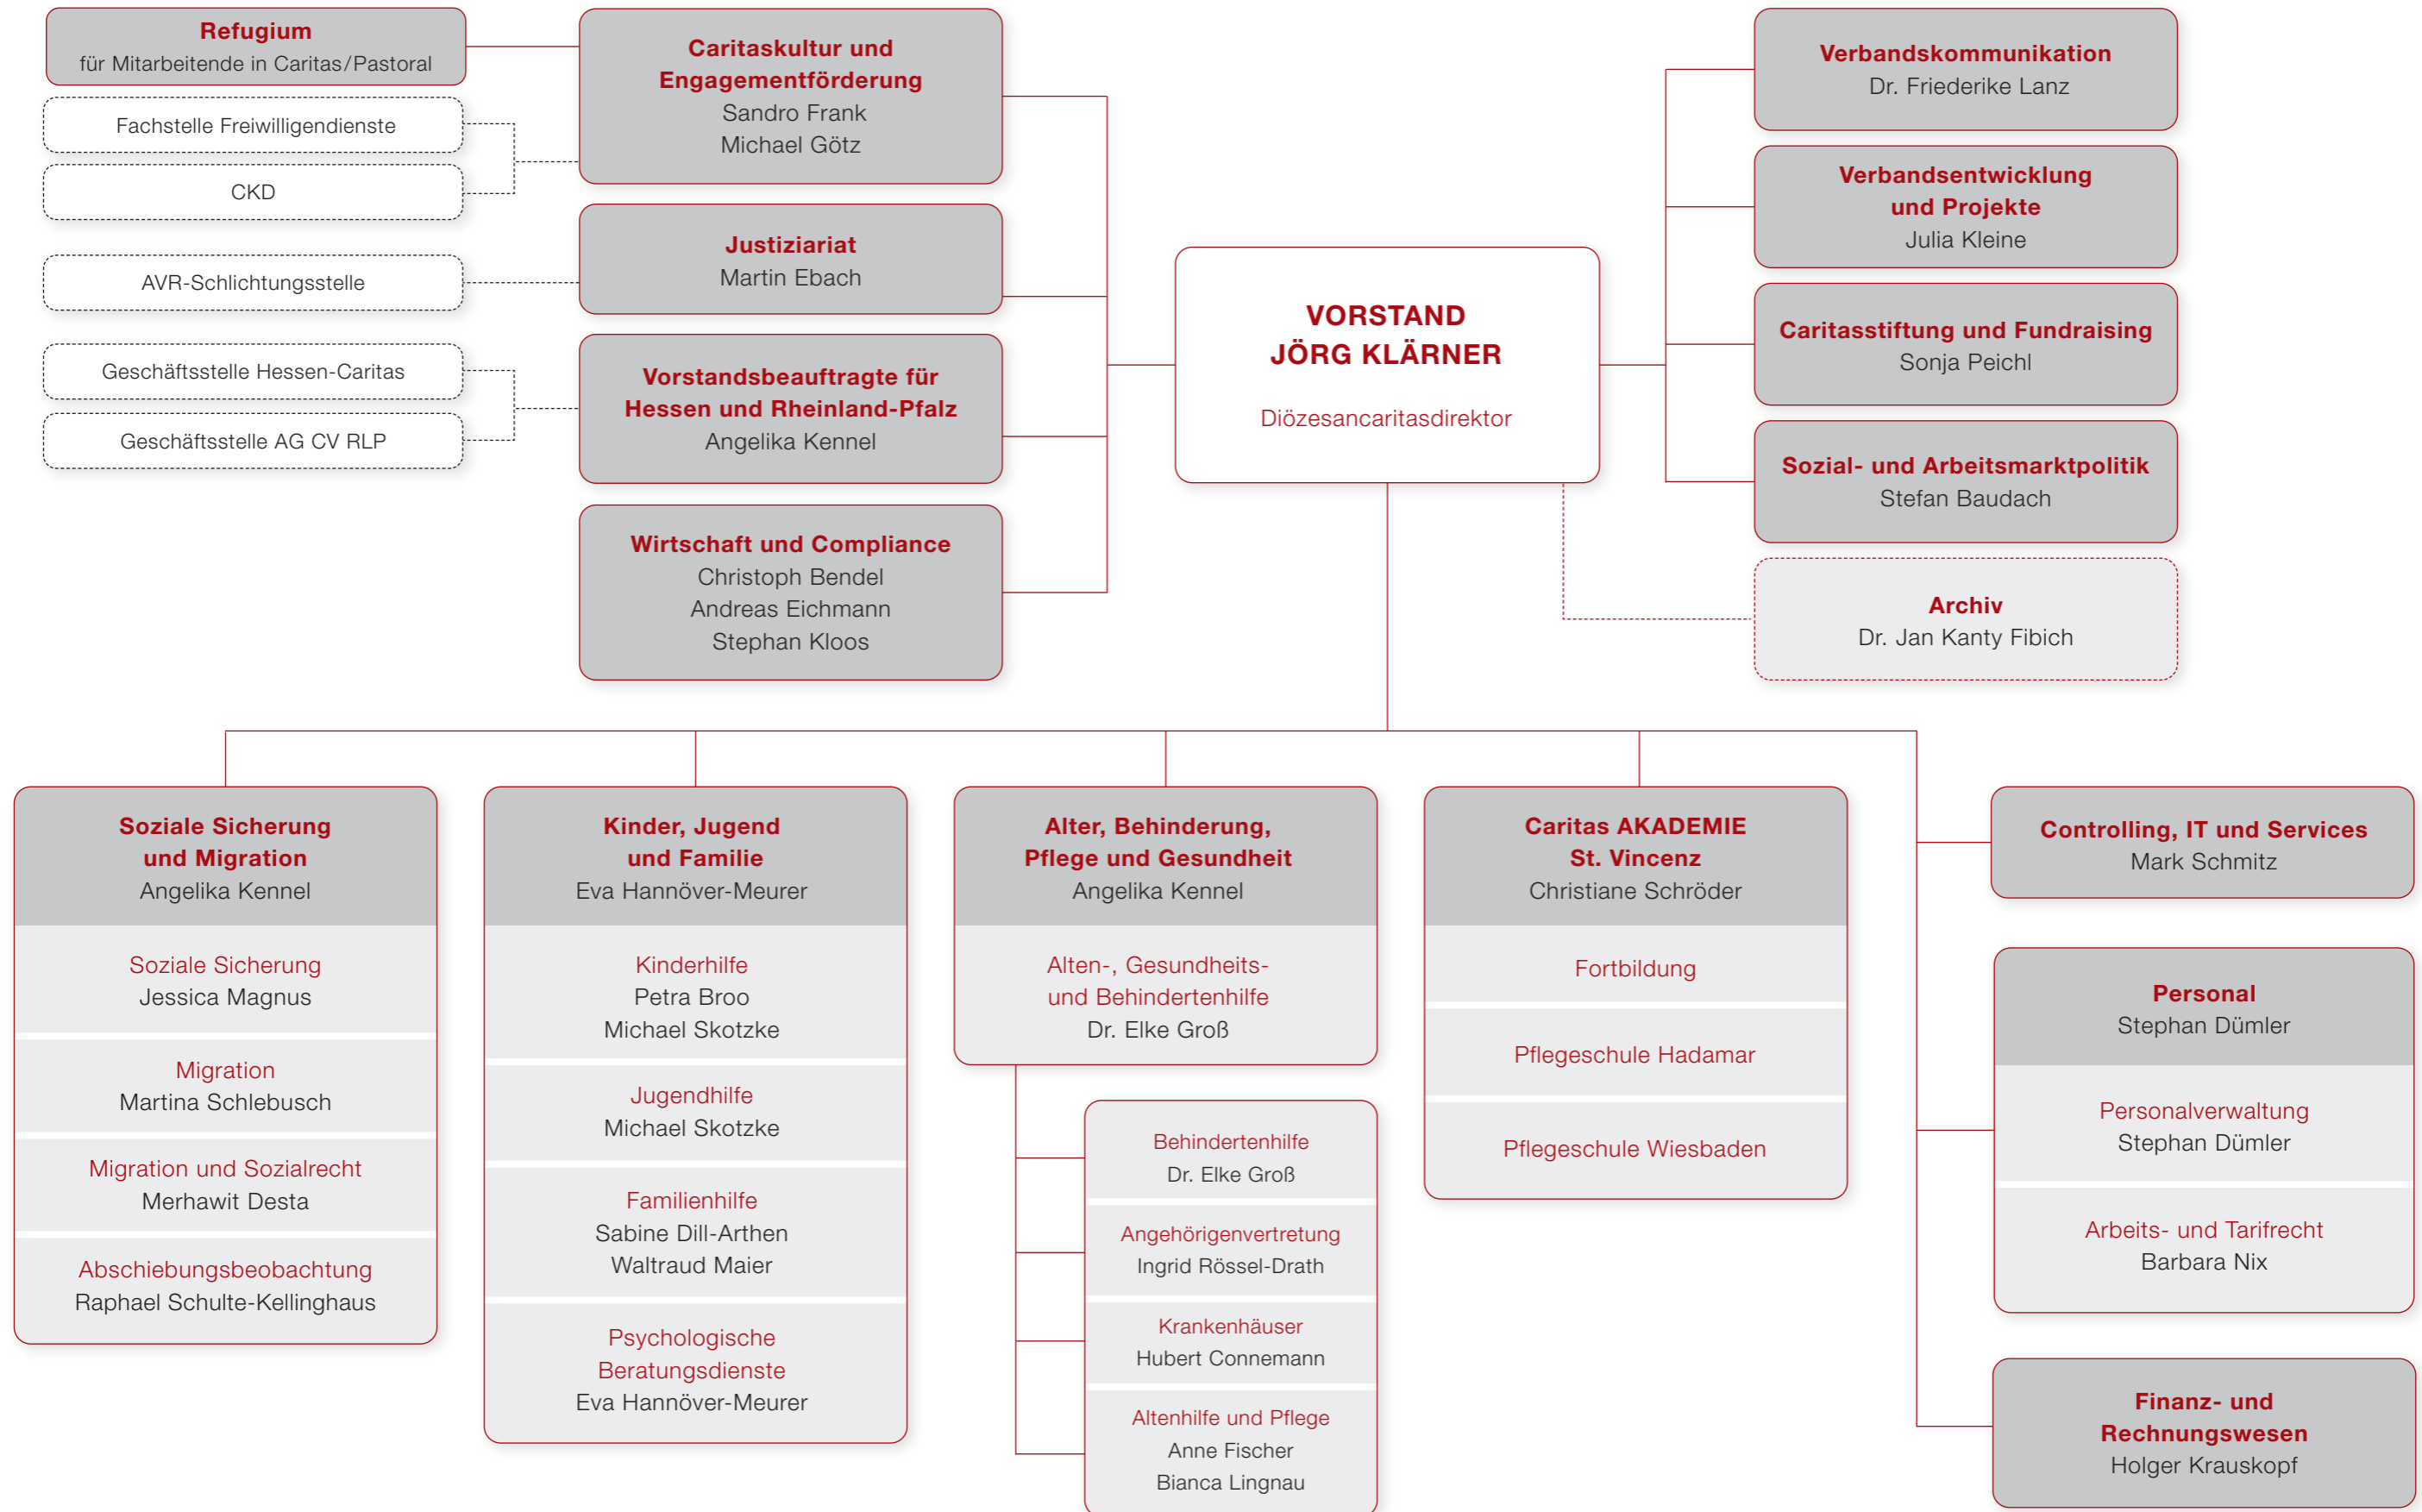 Refugium
für Mitarbeitende in Caritas/Pastoral
Fachstelle Freiwilligendienste
CKD
AVR-Schlichtungsstelle
Geschäftsstelle Hessen-Caritas
Geschäftsstelle AG CV RLP
Caritaskultur und
Engagementförderung
Sandro Frank
Michael Götz
Justiziariat
Martin Ebach
Vorstandsbeauftragte für
Hessen und Rheinland-Pfalz
Angelika Kennel
Wirtschaft und Compliance
Christoph Bendel
Andreas Eichmann
Stephan Kloos
VORSTAND
JÖRG KLÄRNER
Diözesancaritasdirektor
Verbandskommunikation
Dr. Friederike Lanz
Verbandsentwicklung
und Projekte
Julia Kleine
Caritasstiftung und Fundraising
Sonja Peichl
Sozial- und Arbeitsmarktpolitik
Stefan Baudach
Archiv
Dr. Jan Kanty Fibich
Soziale Sicherung
und Migration
Angelika Kennel
Soziale Sicherung
Jessica Magnus
Migration
Martina Schlebusch
Migration und Sozialrecht
Merhawit Desta
Abschiebungsbeobachtung
Raphael Schulte-Kellinghaus
Kinder, Jugend
und Familie
Eva Hannöver-Meurer
Kinderhilfe
Petra Broo
Michael Skotzke
Jugendhilfe
Michael Skotzke
Familienhilfe
Sabine Dill-Arthen
Waltraud Maier
Psychologische
Beratungsdienste
Eva Hannöver-Meurer
Alter, Behinderung,
Pflege und Gesundheit
Angelika Kennel
Alten-, Gesundheits-
und Behindertenhilfe
Dr. Elke Groß
Behindertenhilfe
Dr. Elke Groß
Angehörigenvertretung
Ingrid Rössel-Drath
Krankenhäuser
Hubert Connemann
Altenhilfe und Pflege
Anne Fischer
Bianca Lingnau
Caritas AKADEMIE
St. Vincenz
Christiane Schröder
Fortbildung
Pflegeschule Hadamar
Pflegeschule Wiesbaden
Controlling, IT und Services
Mark Schmitz
Personal
Stephan Dümler
Personalverwaltung
Stephan Dümler
Arbeits- und Tarifrecht
Barbara Nix
Finanz- und
Rechnungswesen
Holger Krauskopf